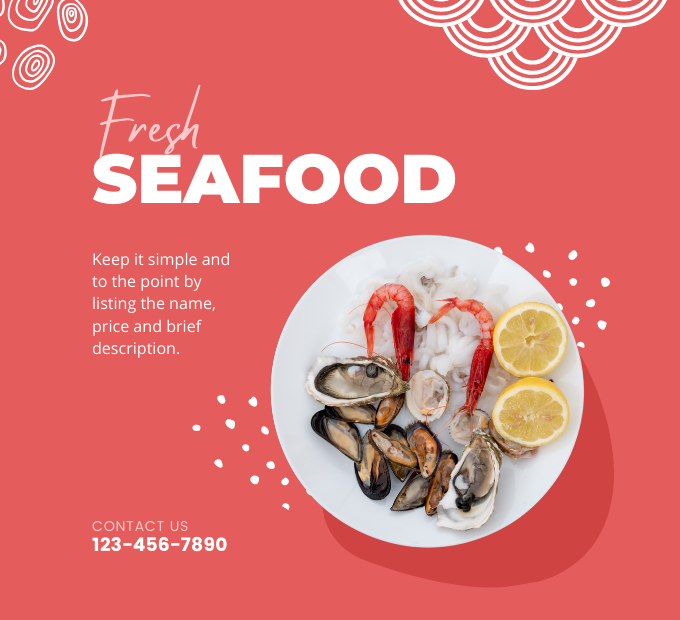 Fresh
SEAFOOD
Keep it simple and
to the point by
listing the name,
price and brief
description.
CONTACT US
123-456-7890